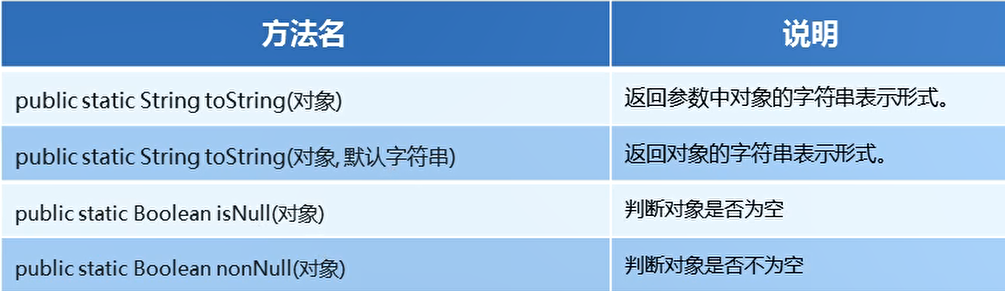 方法名 说明
public static String toString(对象) 返回参数中对象的字符串表示形式。
public static String toString(对象, 默认字符串) 返回对象的字符串表示形式。
public static Boolean isNull(对象) 判断对象是否为空
public static Boolean nonNull(对象) 判断对象是否不为空